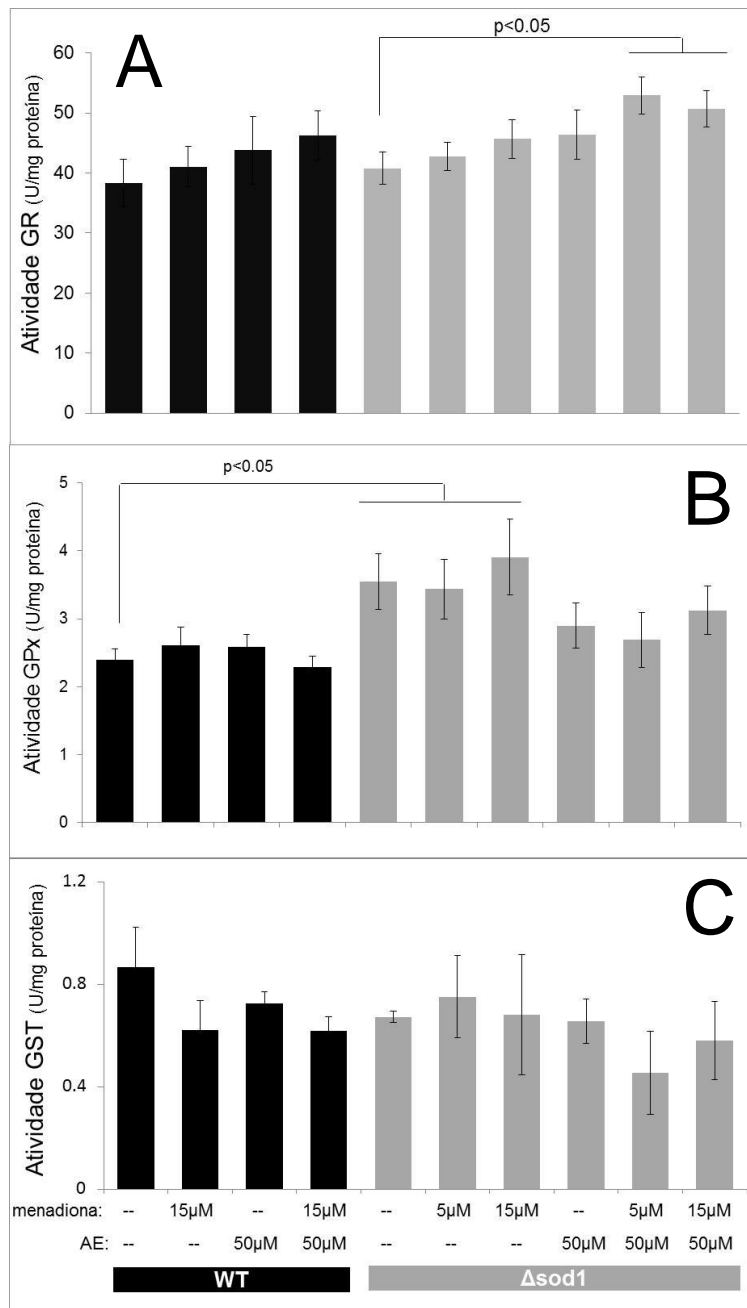 A
p<0.05
Atividade GR (U/mg proteína)
60
50
40
30
20
10
0
B
p<0.05
Atividade GPx (U/mg proteína)
5
4
3
2
1
0
C
Atividade GST (U/mg proteína)
1.2
0.8
0.4
0
menadiona: -- 15µM -- 15µM -- 5µM 15µM -- 5µM 15µM
AE: -- -- 50µM 50µM -- -- -- 50µM 50µM 50µM
WT Δsod1